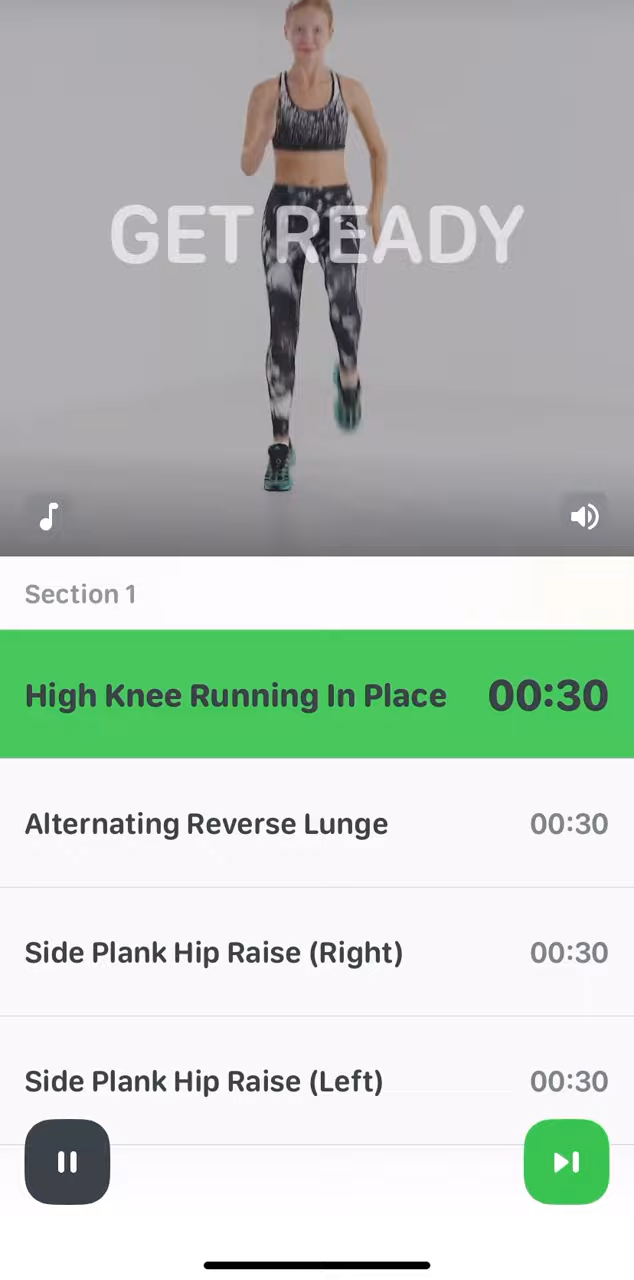 GET READY
Section 1
High Knee Running In Place 00:30
Alternating Reverse Lunge 00:30
Side Plank Hip Raise (Right) 00:30
Side Plank Hip Raise (Left) 00:30